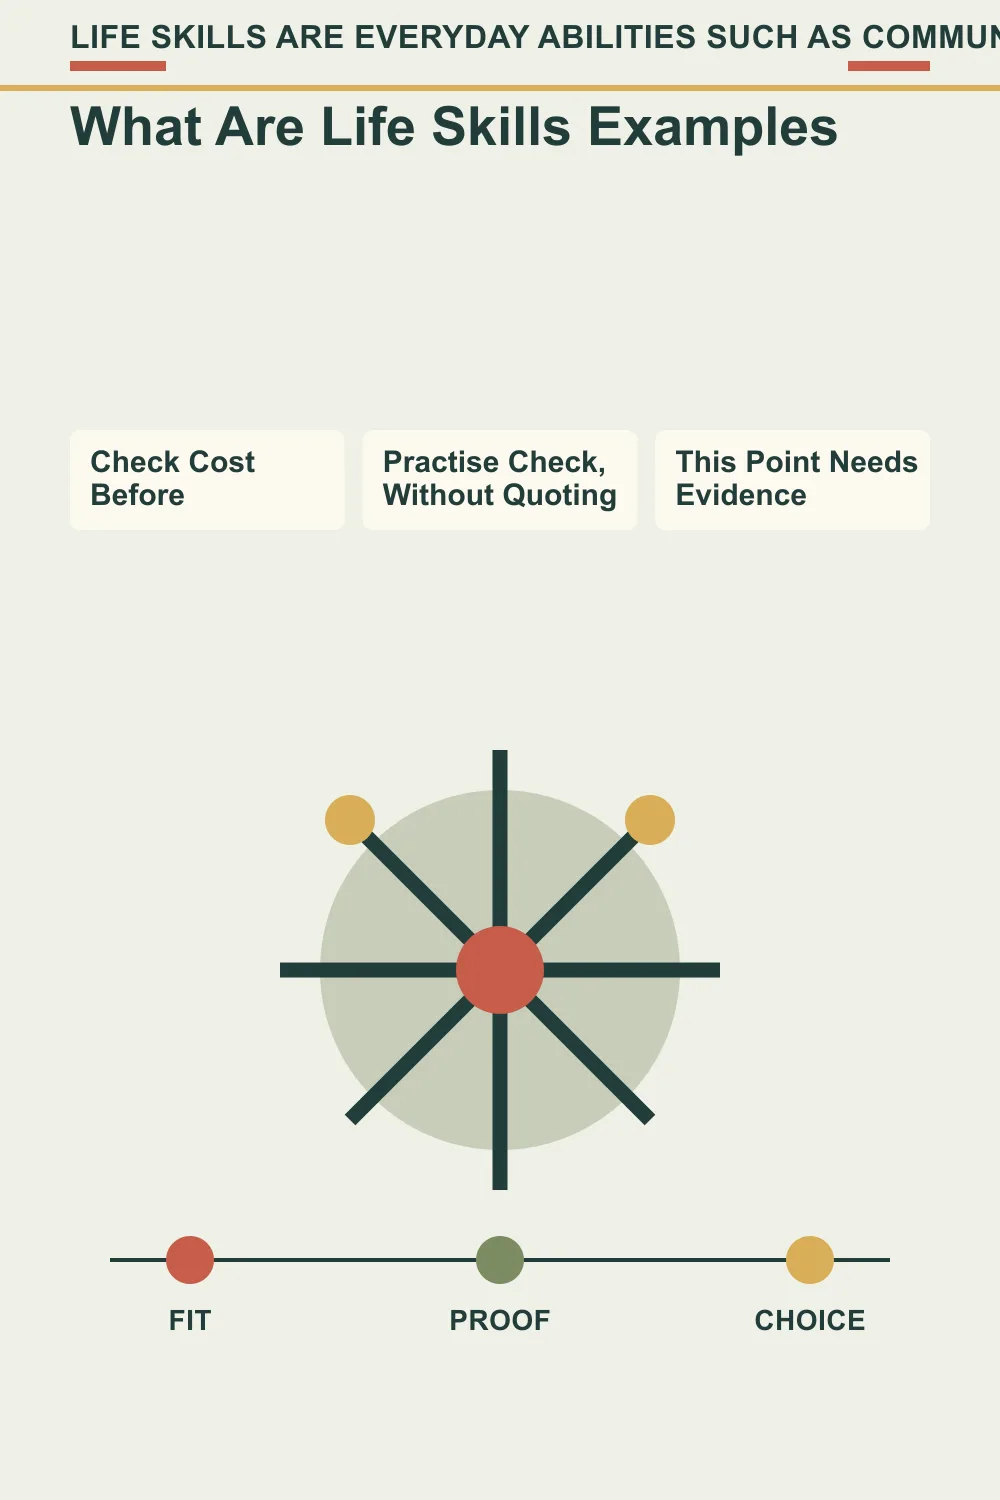 LIFE SKILLS ARE EVERYDAY ABILITIES SUCH AS COMMUN
What Are Life Skills Examples
Check Cost
Before
Practise Check,
Without Quoting
This Point Needs
Evidence
FIT
PROOF
CHOICE